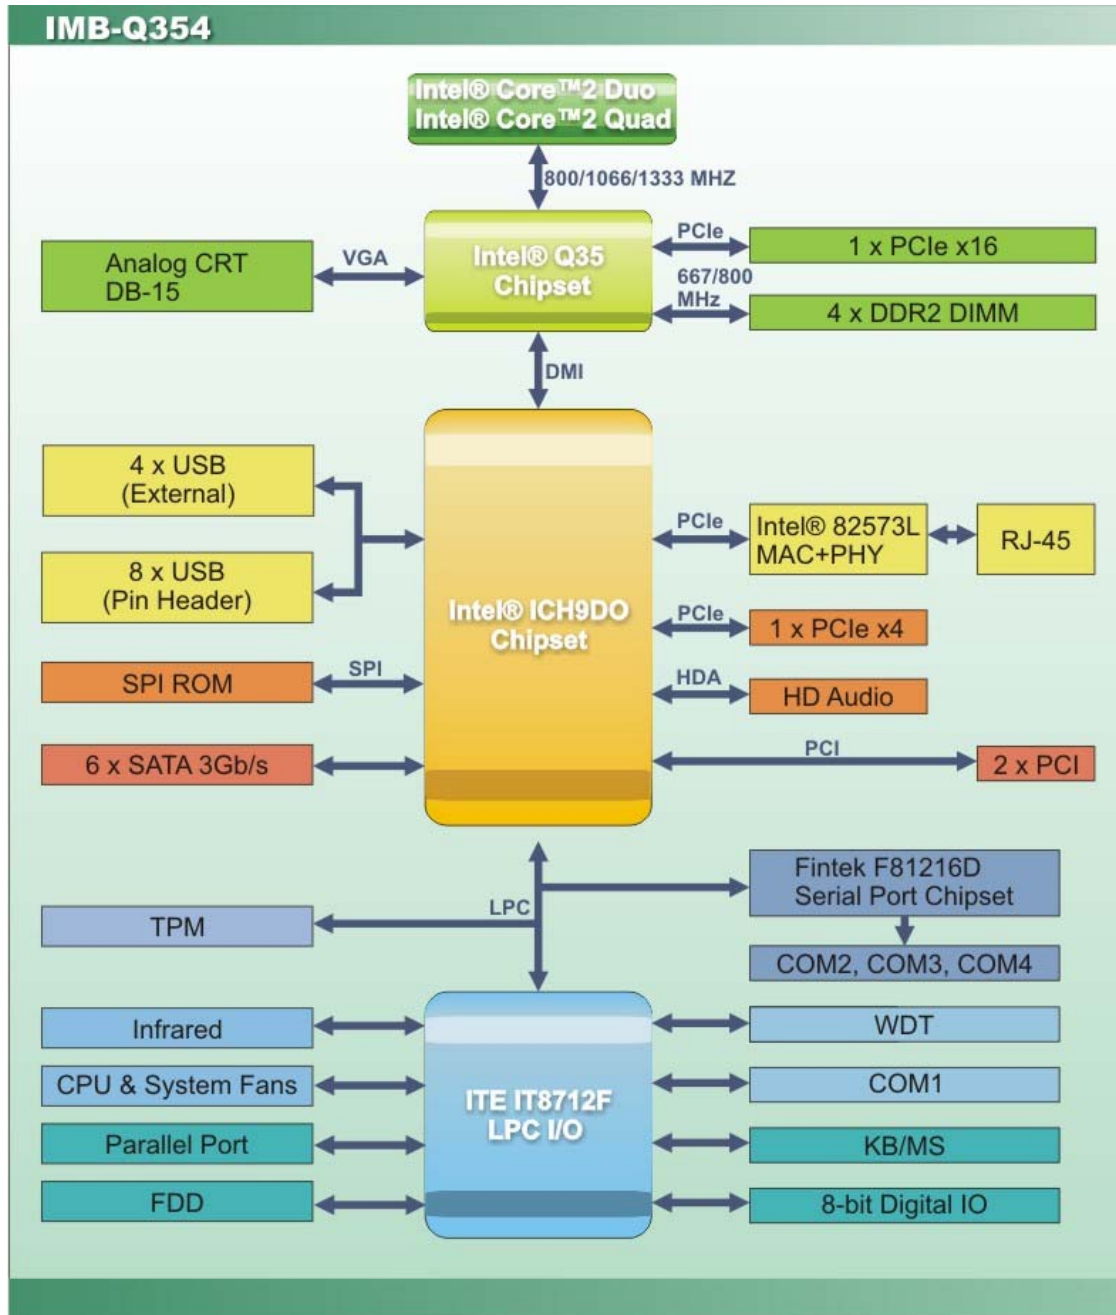 IMB-Q354
Intel® Core™2 Duo
Intel® Core™2 Quad
800/1066/1333 MHZ
Analog CRT
DB-15
VGA
Intel® Q35
Chipset
PCIe
1 x PCIe x16
667/800
MHz
4 x DDR2 DIMM
DMI
4 x USB
(External)
8 x USB
(Pin Header)
Intel® ICH9DO
Chipset
PCIe
Intel® 82573L
MAC+PHY
RJ-45
PCIe
1 x PCIe x4
SPI ROM
SPI
HDA
HD Audio
6 x SATA 3Gb/s
PCI
2 x PCI
Fintek F81216D
Serial Port Chipset
TPM
LPC
COM2, COM3, COM4
Infrared
WDT
CPU & System Fans
COM1
ITE IT8712F
LPC I/O
Parallel Port
KB/MS
FDD
8-bit Digital IO